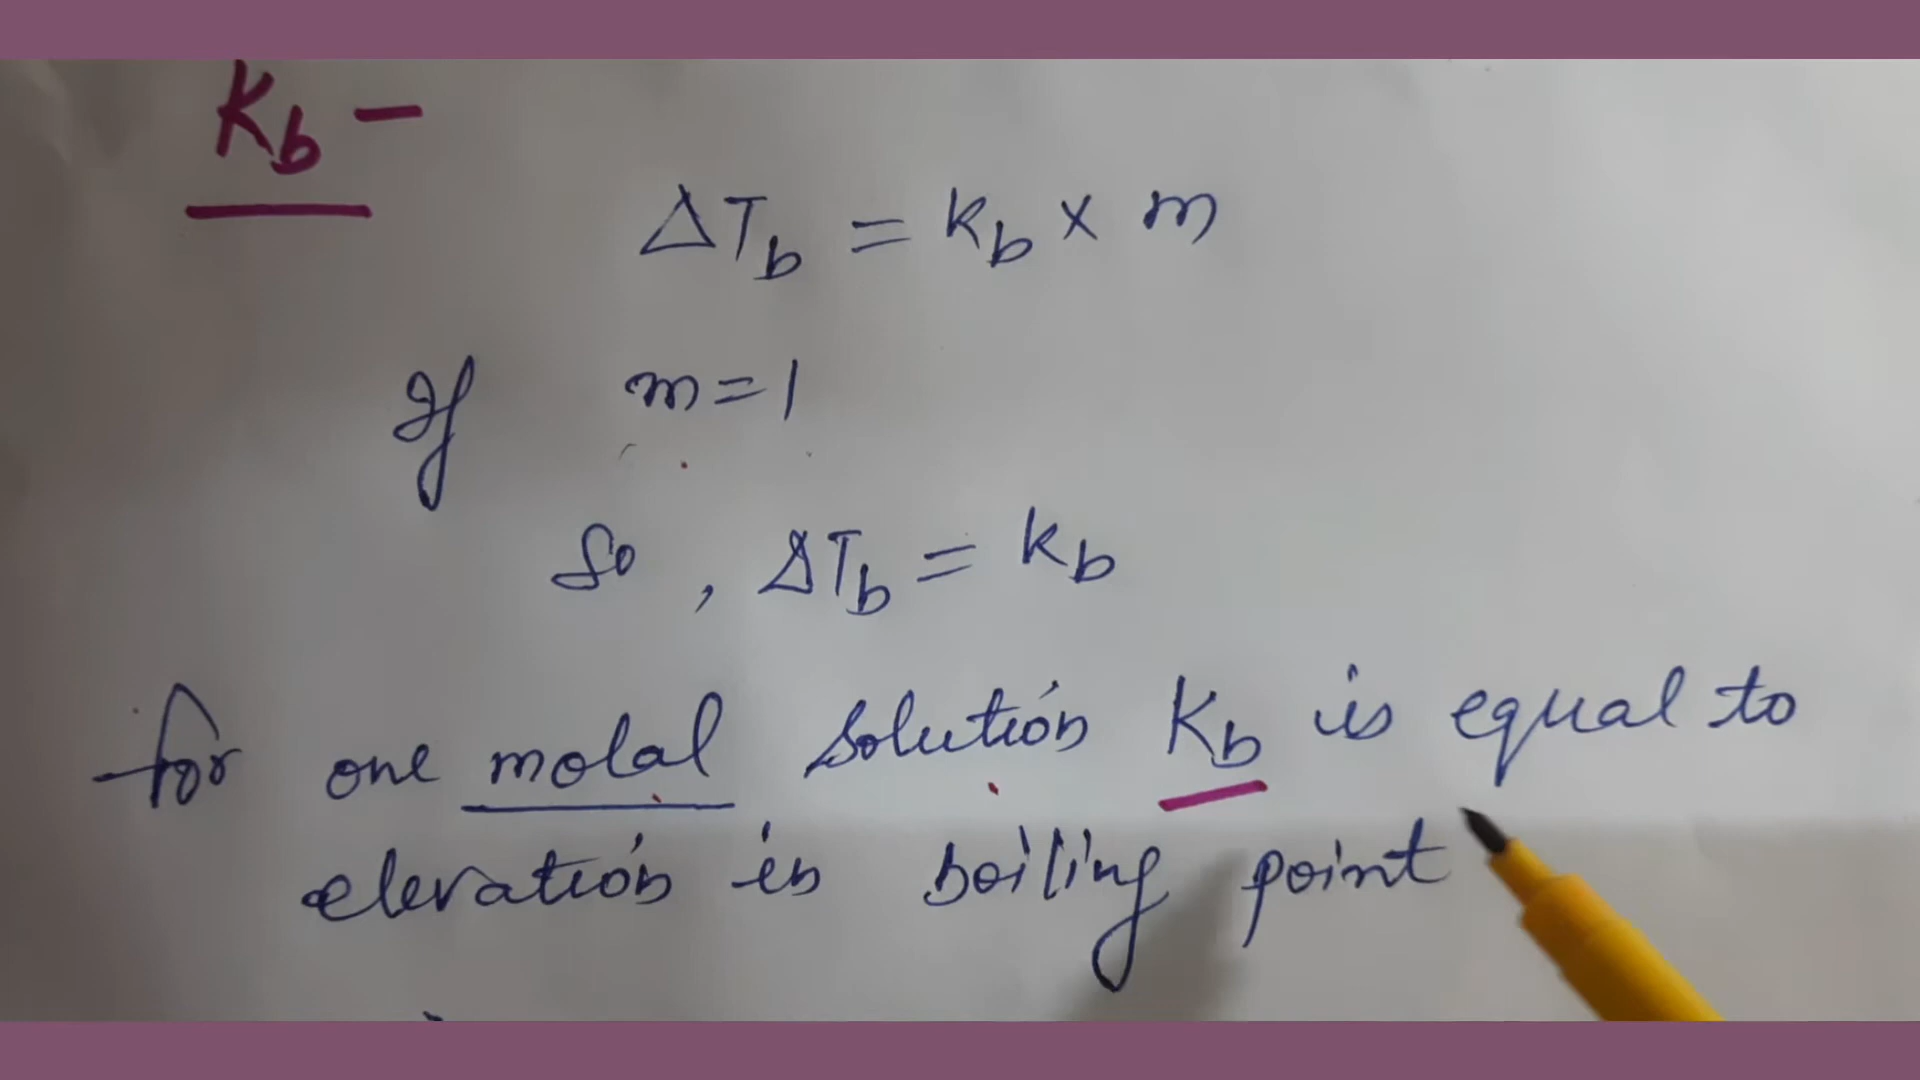 Kb -
ΔTb = Kb × m
If m = 1
So, ΔTb = Kb
for one molal solution Kb is equal to
elevation in boiling point